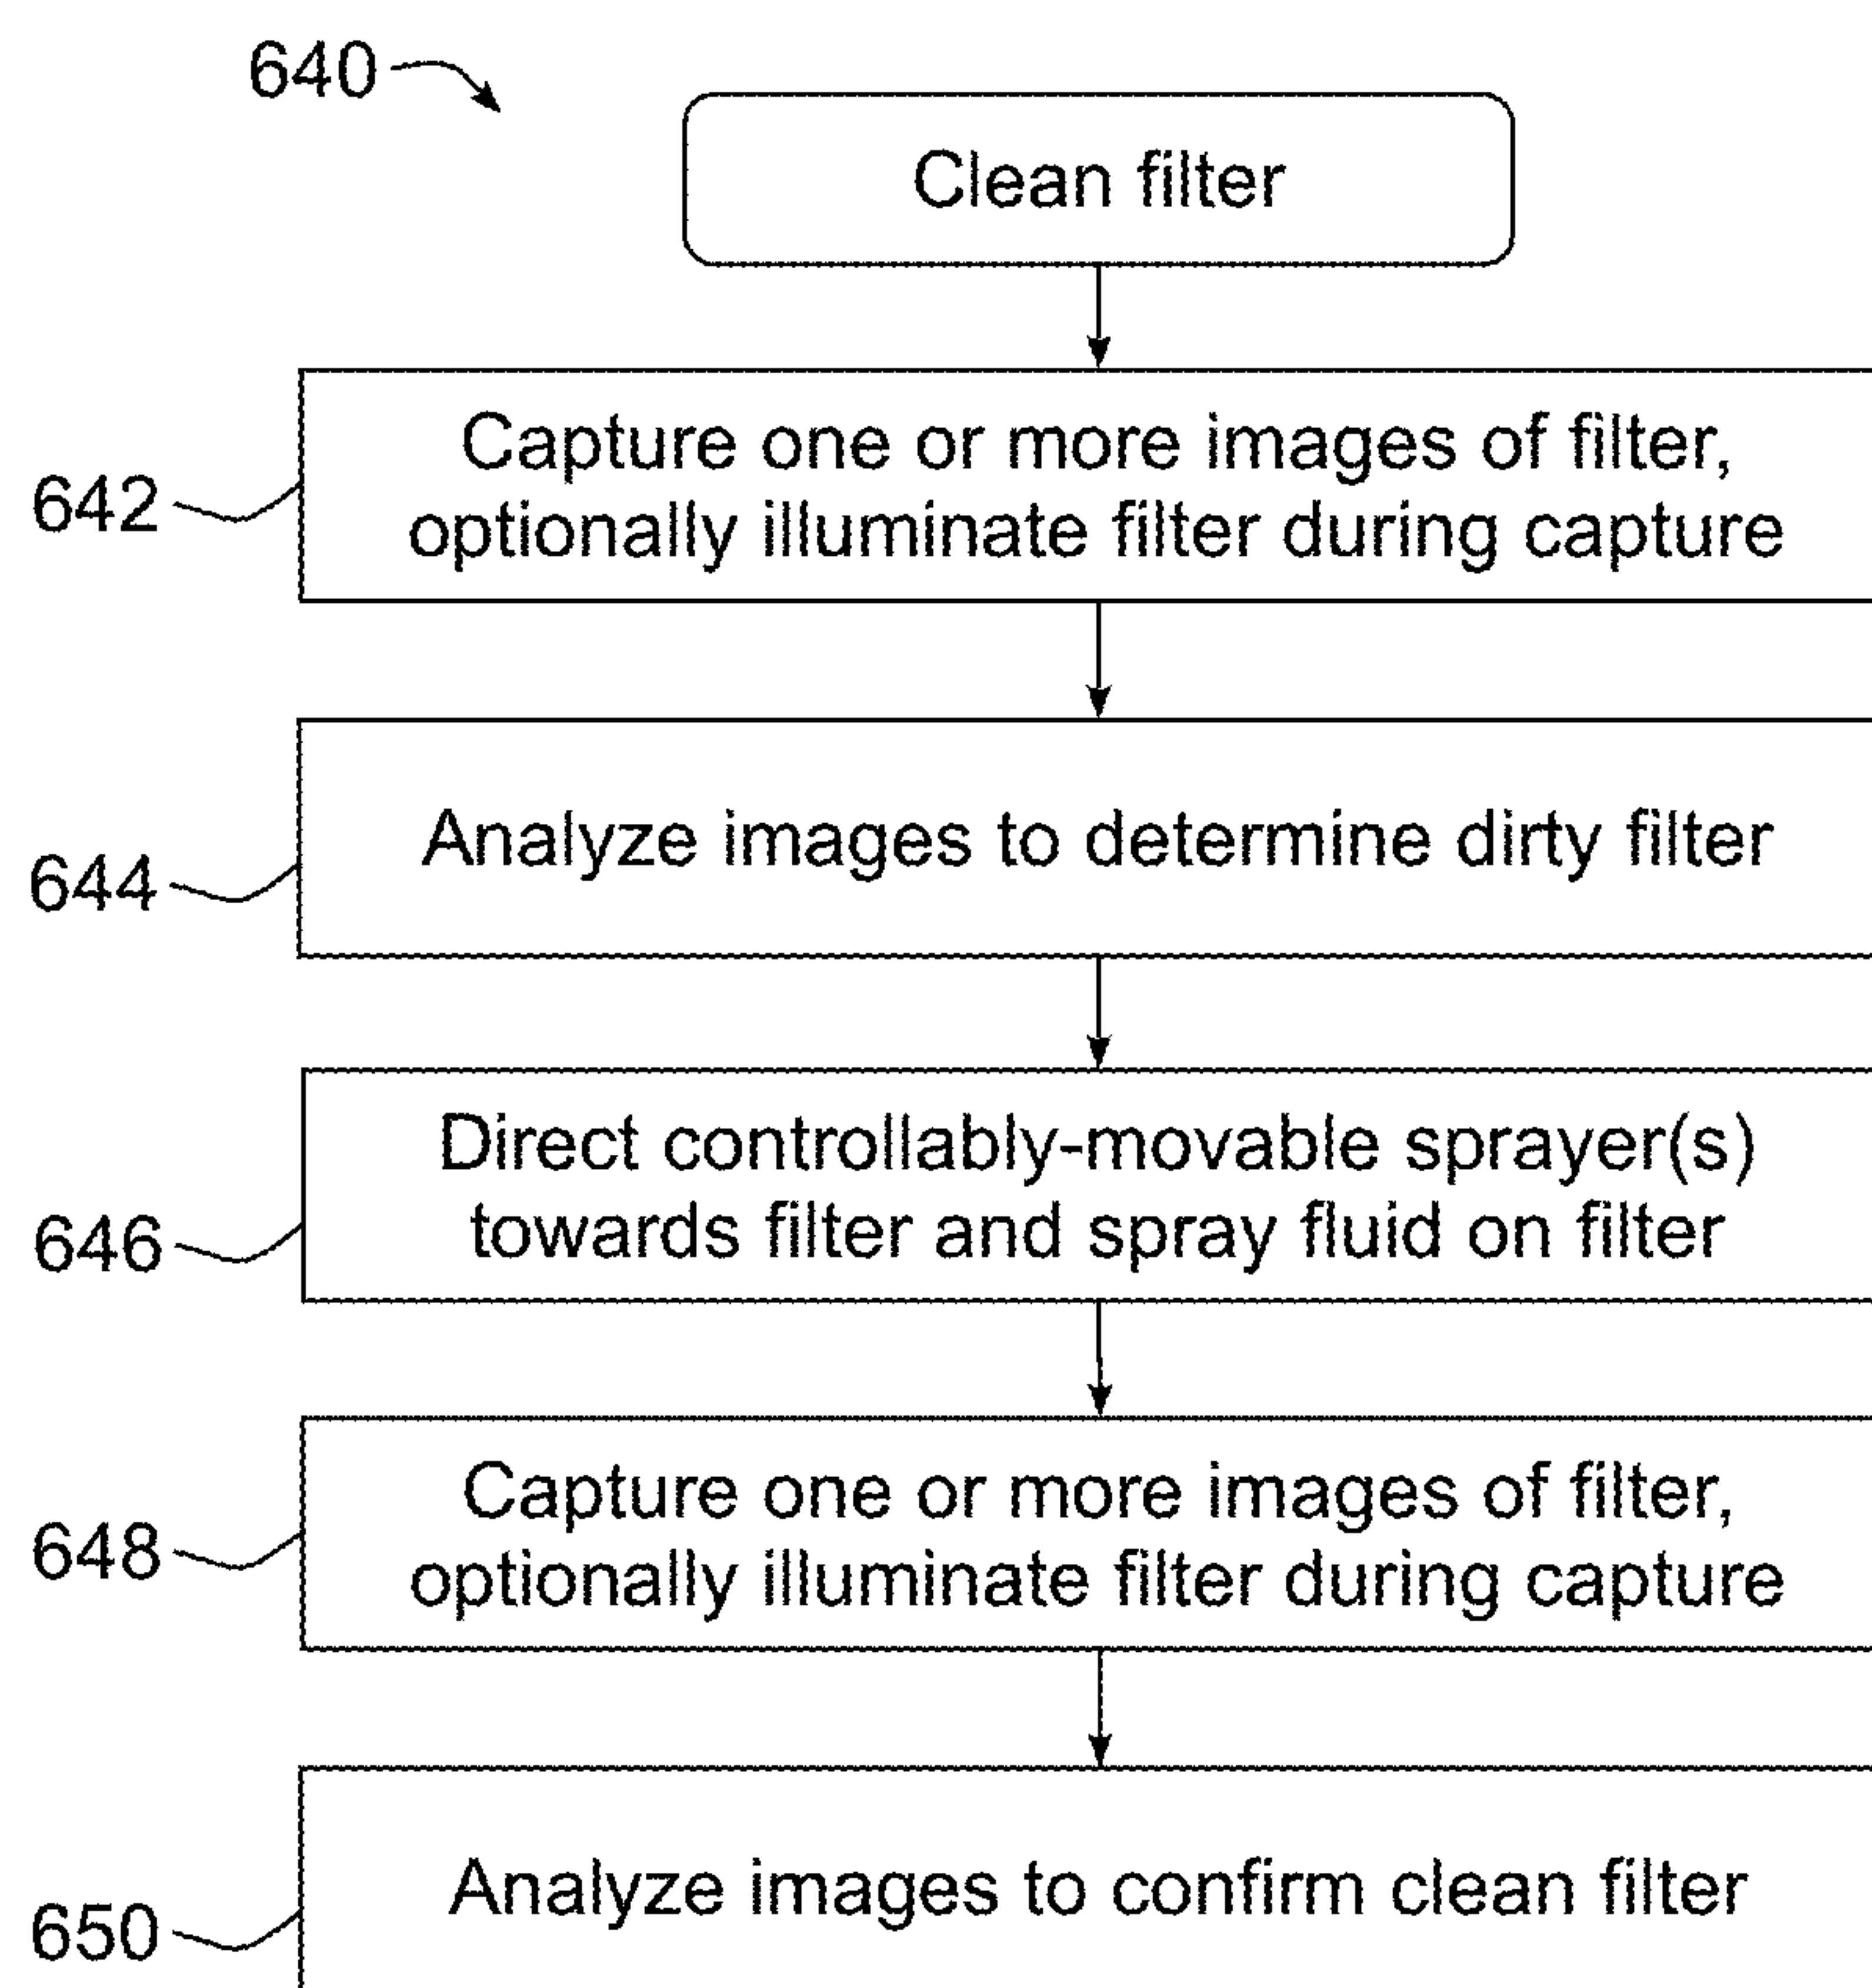 640
Clean filter
642
Capture one or more images of filter,
optionally illuminate filter during capture
644
Analyze images to determine dirty filter
646
Direct controllably-movable sprayer(s)
towards filter and spray fluid on filter
648
Capture one or more images of filter,
optionally illuminate filter during capture
650
Analyze images to confirm clean filter